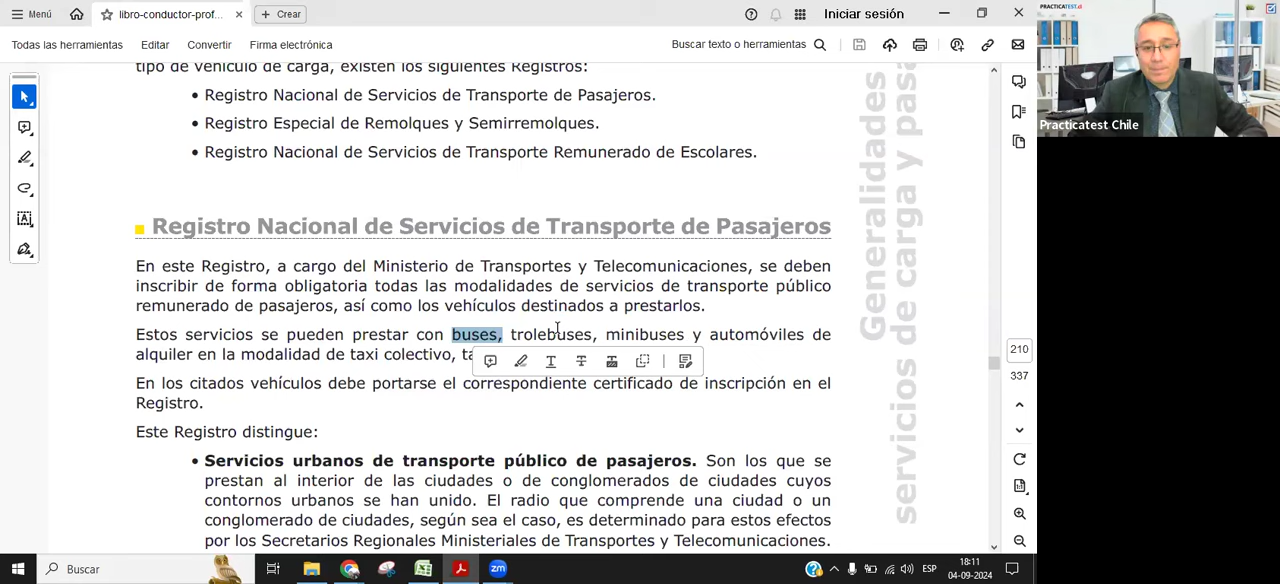 Menú
libro-conductor-prof...
Crear
Iniciar sesión
Todas las herramientas
Editar
Convertir
Firma electrónica
Buscar texto o herramientas
tipo de vehículo de carga, existen los siguientes Registros:
• Registro Nacional de Servicios de Transporte de Pasajeros.
• Registro Especial de Remolques y Semirremolques.
• Registro Nacional de Servicios de Transporte Remunerado de Escolares.
Registro Nacional de Servicios de Transporte de Pasajeros
En este Registro, a cargo del Ministerio de Transportes y Telecomunicaciones, se deben
inscribir de forma obligatoria todas las modalidades de servicios de transporte público
remunerado de pasajeros, así como los vehículos destinados a prestarlos.
Estos servicios se pueden prestar con buses, trolebuses, minibuses y automóviles de
alquiler en la modalidad de taxi colectivo, ta
En los citados vehículos debe portarse el correspondiente certificado de inscripción en el
Registro.
Este Registro distingue:
• Servicios urbanos de transporte público de pasajeros. Son los que se
prestan al interior de las ciudades o de conglomerados de ciudades cuyos
contornos urbanos se han unido. El radio que comprende una ciudad o un
conglomerado de ciudades, según sea el caso, es determinado para estos efectos
por los Secretarios Regionales Ministeriales de Transportes y Telecomunicaciones.
Generalidades
servicios de carga y pasa
210
337
PRACTICATEST.cl
Practicatest Chile
Buscar
ESP
18:11
04-09-2024